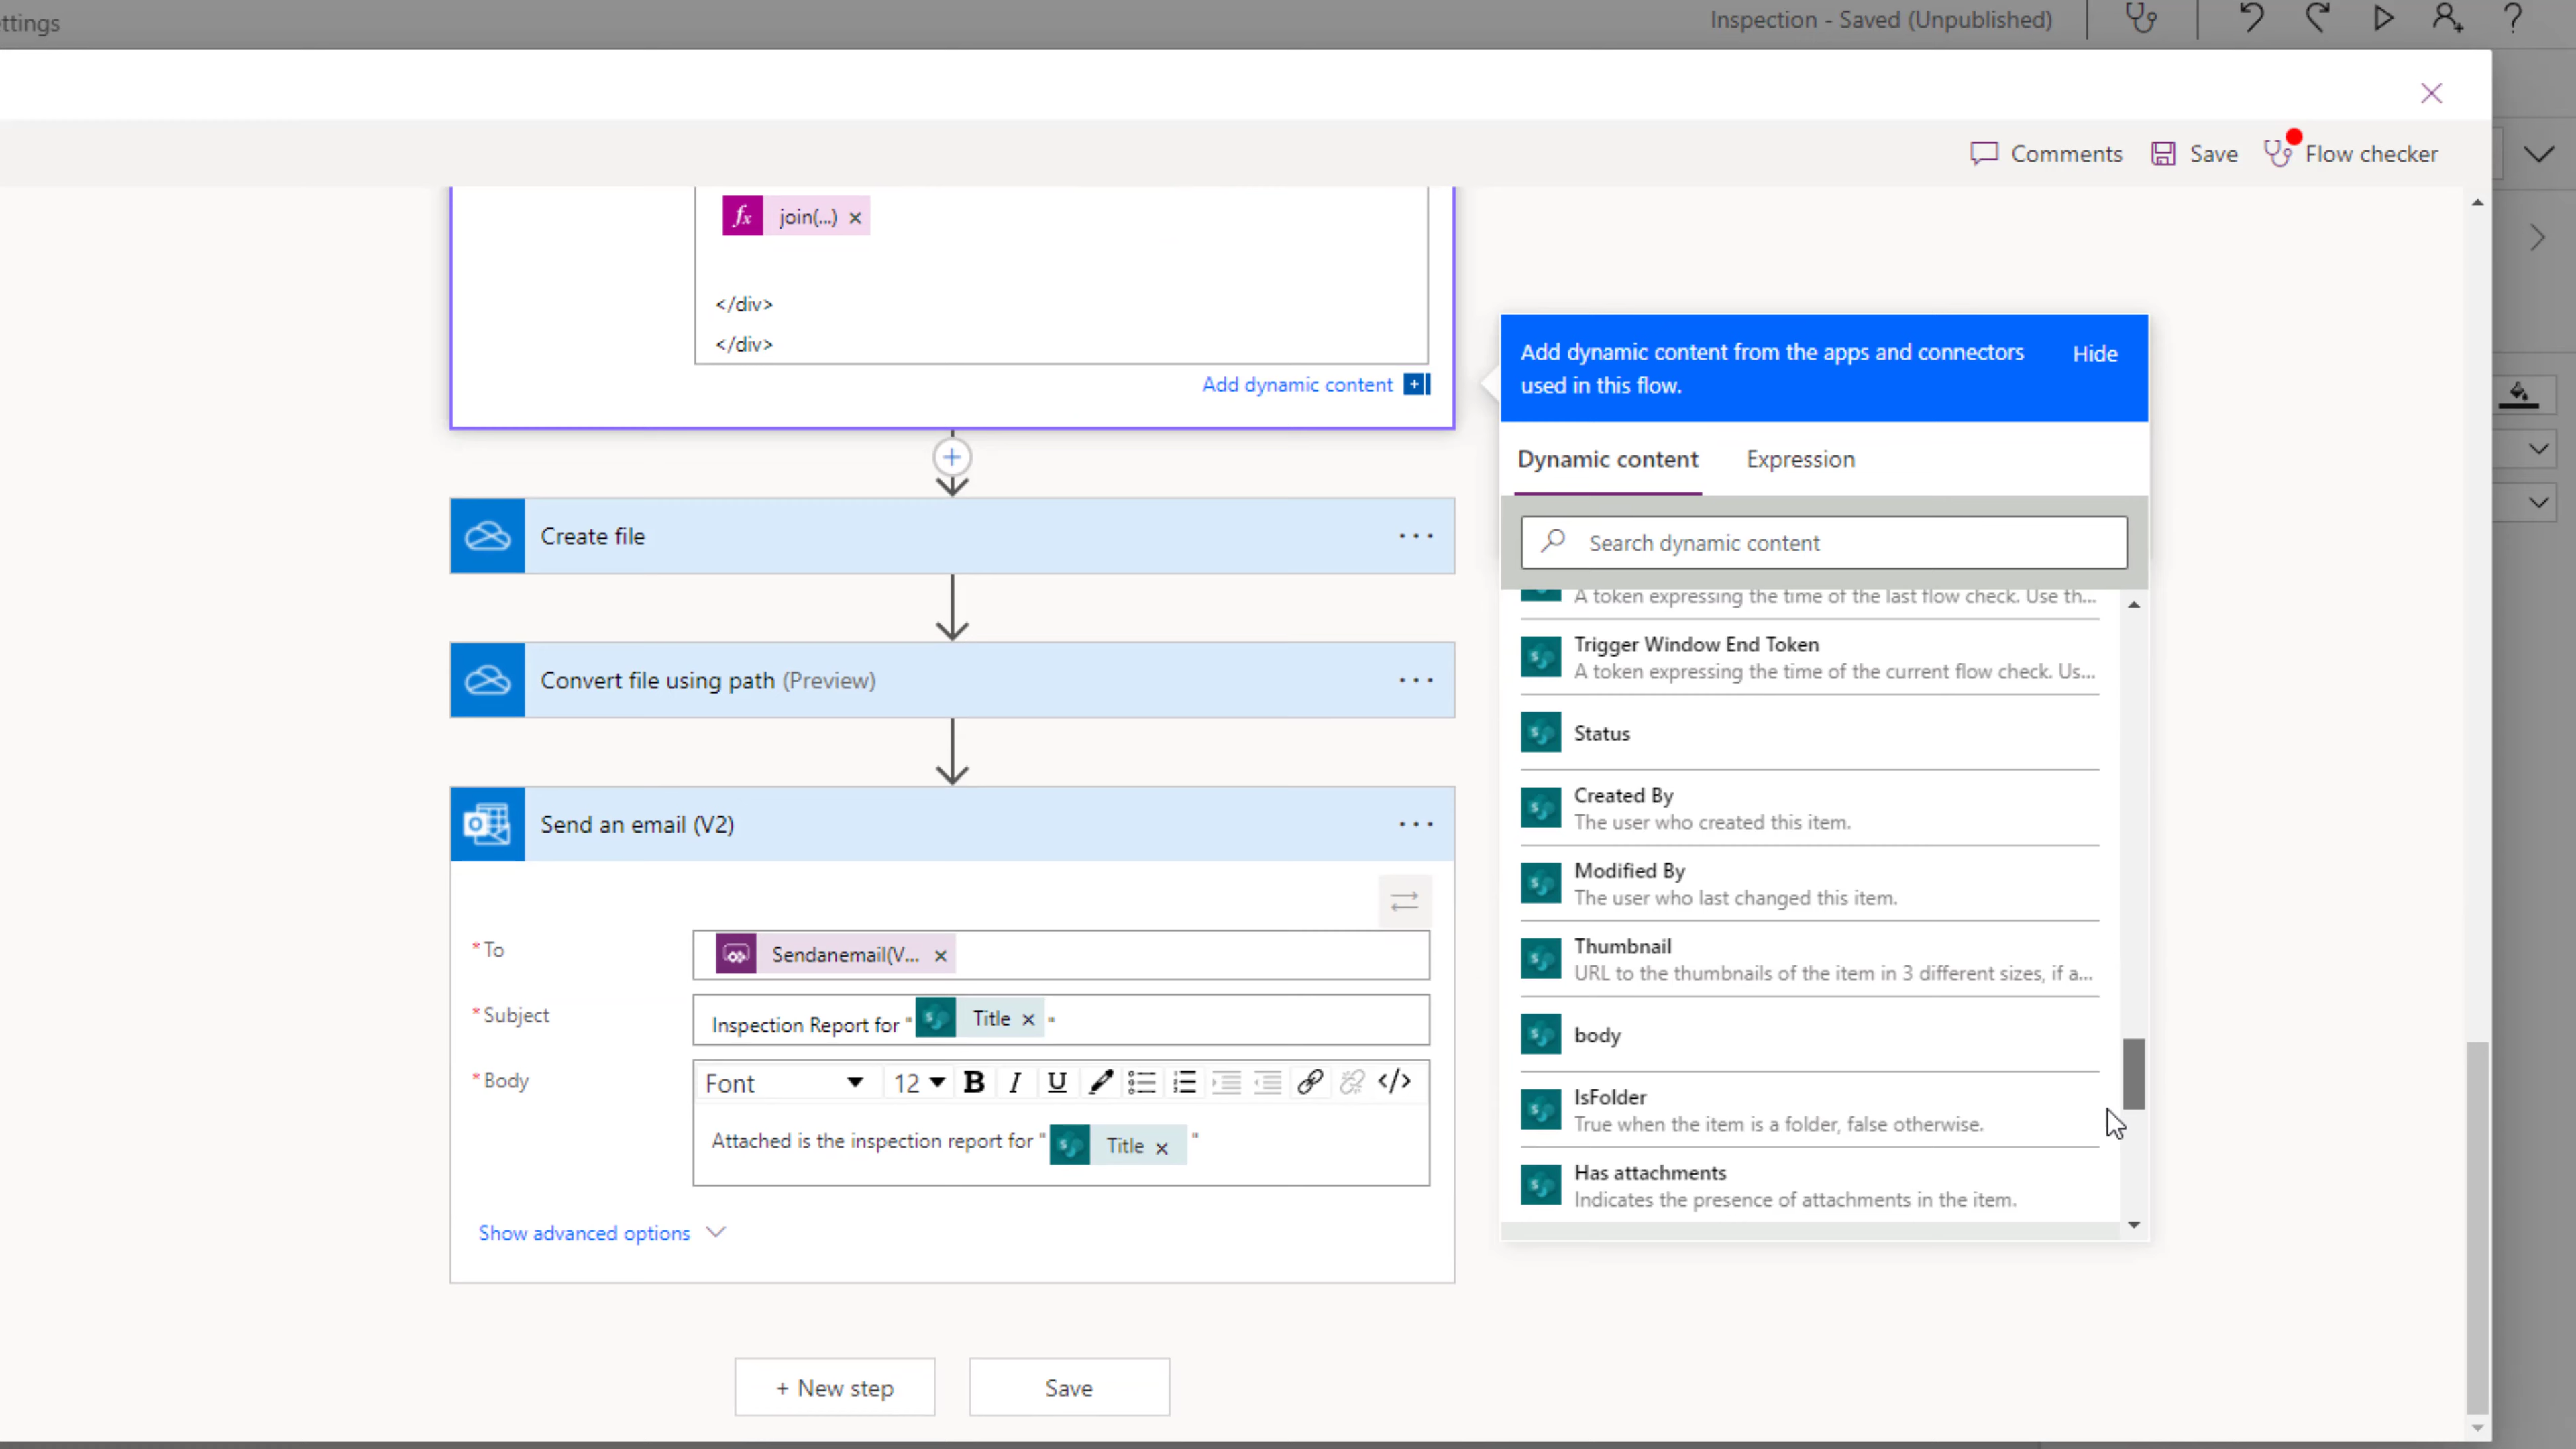 ttings
Inspection - Saved (Unpublished)
Comments
Save
Flow checker
fx join(...) ×
</div>
</div>
Add dynamic content
Create file
Convert file using path (Preview)
Send an email (V2)
* To
Sendanemail(V... ×
* Subject
Inspection Report for " Title × "
* Body
Font 12 B I U </>
Attached is the inspection report for " Title × "
Show advanced options
+ New step
Save
Add dynamic content from the apps and connectors
used in this flow.
Hide
Dynamic content
Expression
Search dynamic content
A token expressing the time of the last flow check. Use th...
Trigger Window End Token
A token expressing the time of the current flow check. Us...
Status
Created By
The user who created this item.
Modified By
The user who last changed this item.
Thumbnail
URL to the thumbnails of the item in 3 different sizes, if a...
body
IsFolder
True when the item is a folder, false otherwise.
Has attachments
Indicates the presence of attachments in the item.